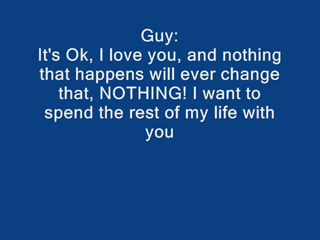 Guy:
It's Ok, I love you, and nothing
that happens will ever change
that, NOTHING! I want to
spend the rest of my life with
you